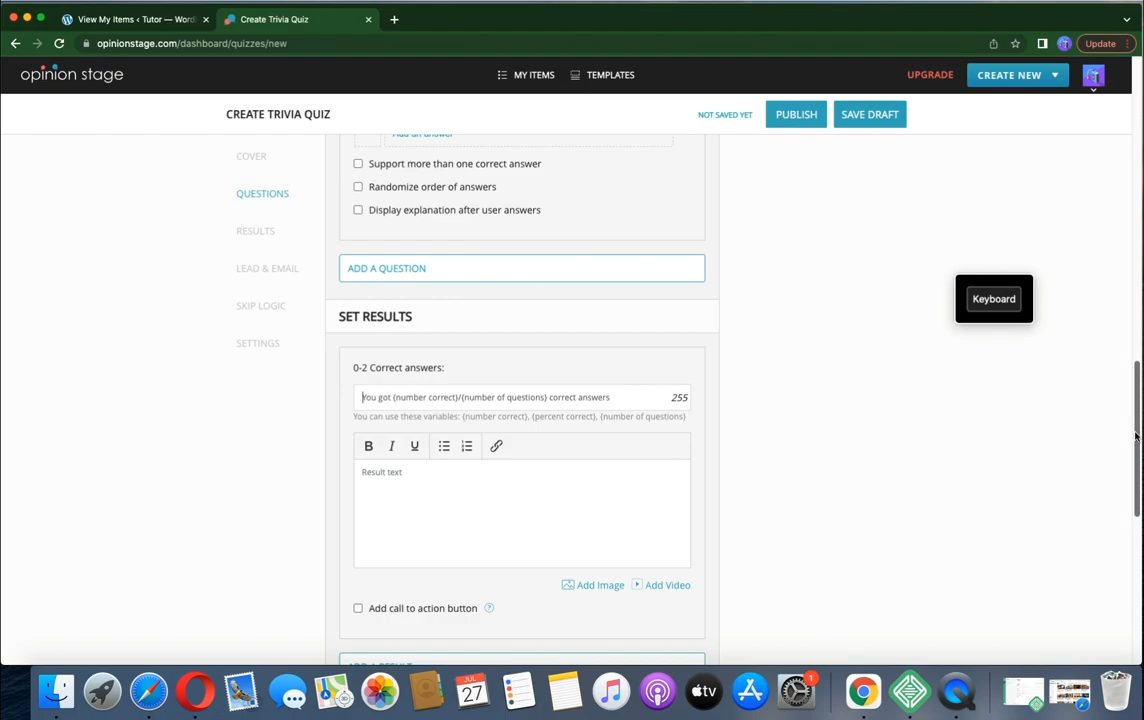 View My Items ‹ Tutor — Word
Create Trivia Quiz
opinionstage.com/dashboard/quizzes/new
Update
opinion stage
MY ITEMS
TEMPLATES
UPGRADE
CREATE NEW
CREATE TRIVIA QUIZ
NOT SAVED YET
PUBLISH
SAVE DRAFT
Add an answer
COVER
Support more than one correct answer
Randomize order of answers
QUESTIONS
Display explanation after user answers
RESULTS
LEAD & EMAIL
ADD A QUESTION
Keyboard
SKIP LOGIC
SET RESULTS
SETTINGS
0-2 Correct answers:
You got {number correct}/{number of questions} correct answers 255
You can use these variables: {number correct}, {percent correct}, {number of questions}
B I U
Result text
Add Image Add Video
Add call to action button ?
ADD A RESULT
JUL
27
tv
1